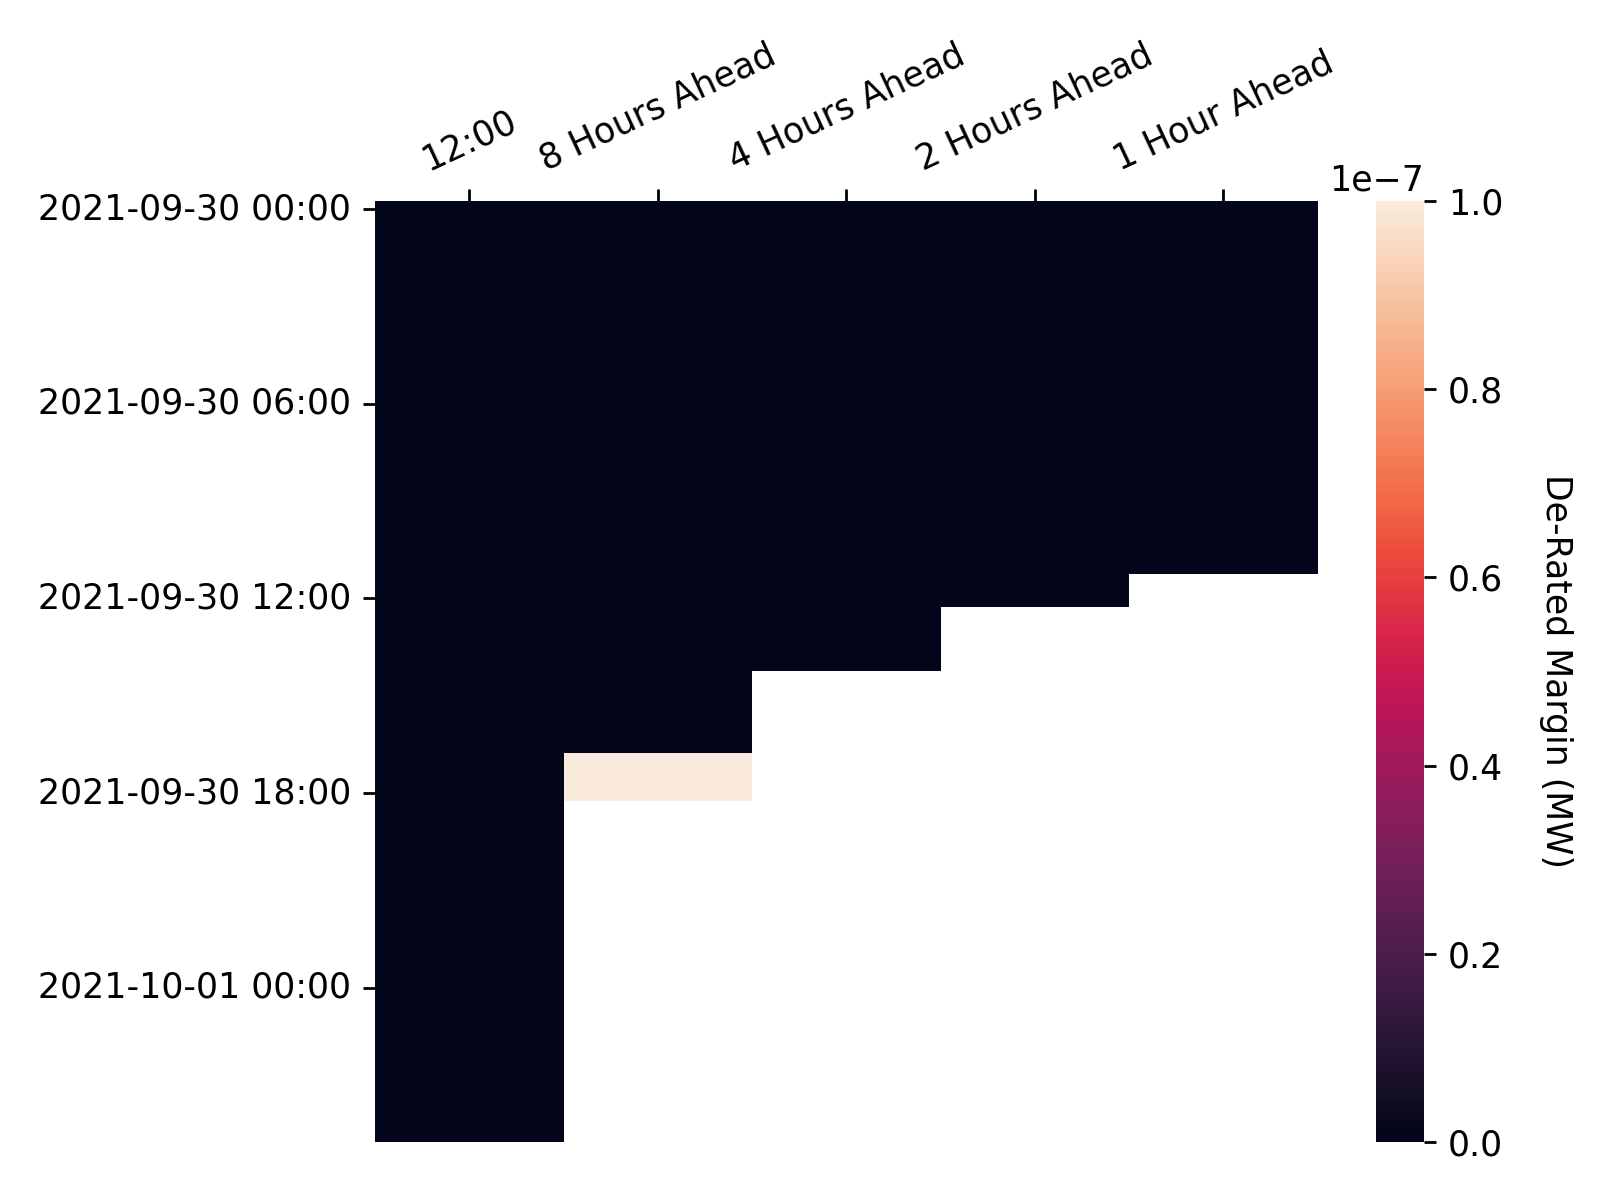 12:00
8 Hours Ahead
4 Hours Ahead
2 Hours Ahead
1 Hour Ahead
1e−7
2021-09-30 00:00
2021-09-30 06:00
2021-09-30 12:00
2021-09-30 18:00
2021-10-01 00:00
1.0
0.8
0.6
0.4
0.2
0.0
De-Rated Margin (MW)